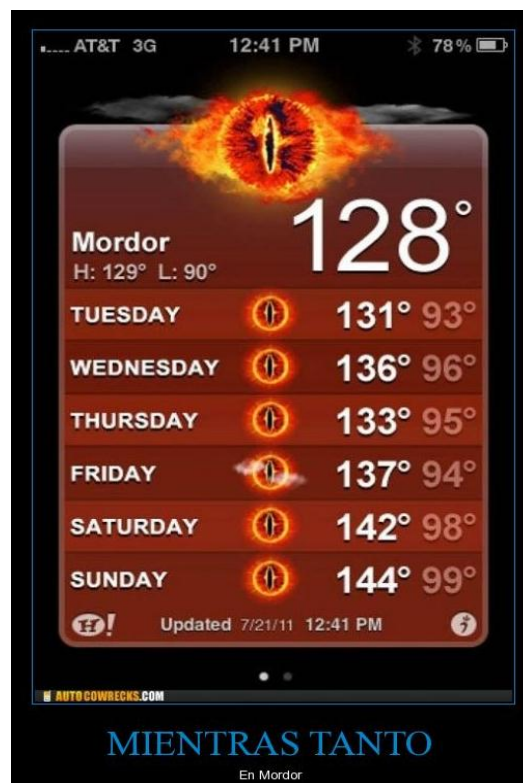 AT&T 3G 12:41 PM 78%
128°
Mordor
H: 129° L: 90°
TUESDAY 131° 93°
WEDNESDAY 136° 96°
THURSDAY 133° 95°
FRIDAY 137° 94°
SATURDAY 142° 98°
SUNDAY 144° 99°
H! Updated 7/21/11 12:41 PM i
AUTOCOWRECKS.COM
MIENTRAS TANTO
En Mordor